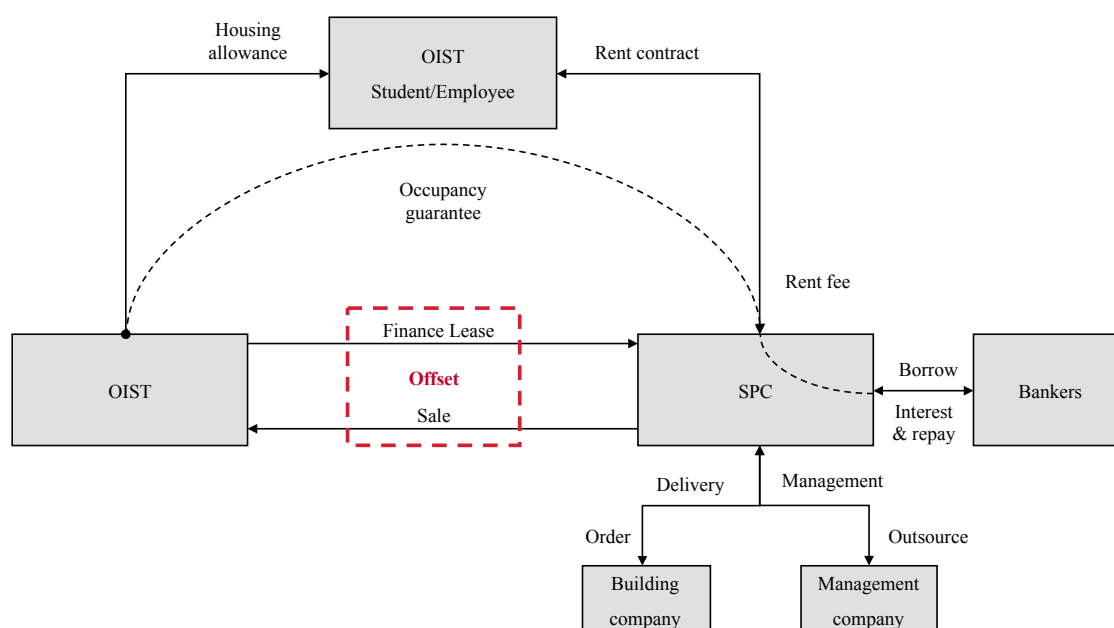 Housing
allowance
OIST
Student/Employee
Rent contract
Occupancy
guarantee
Rent fee
Finance Lease
OIST
Offset
SPC
Borrow
Bankers
Sale
Interest
& repay
Delivery
Management
Order
Outsource
Building
company
Management
company